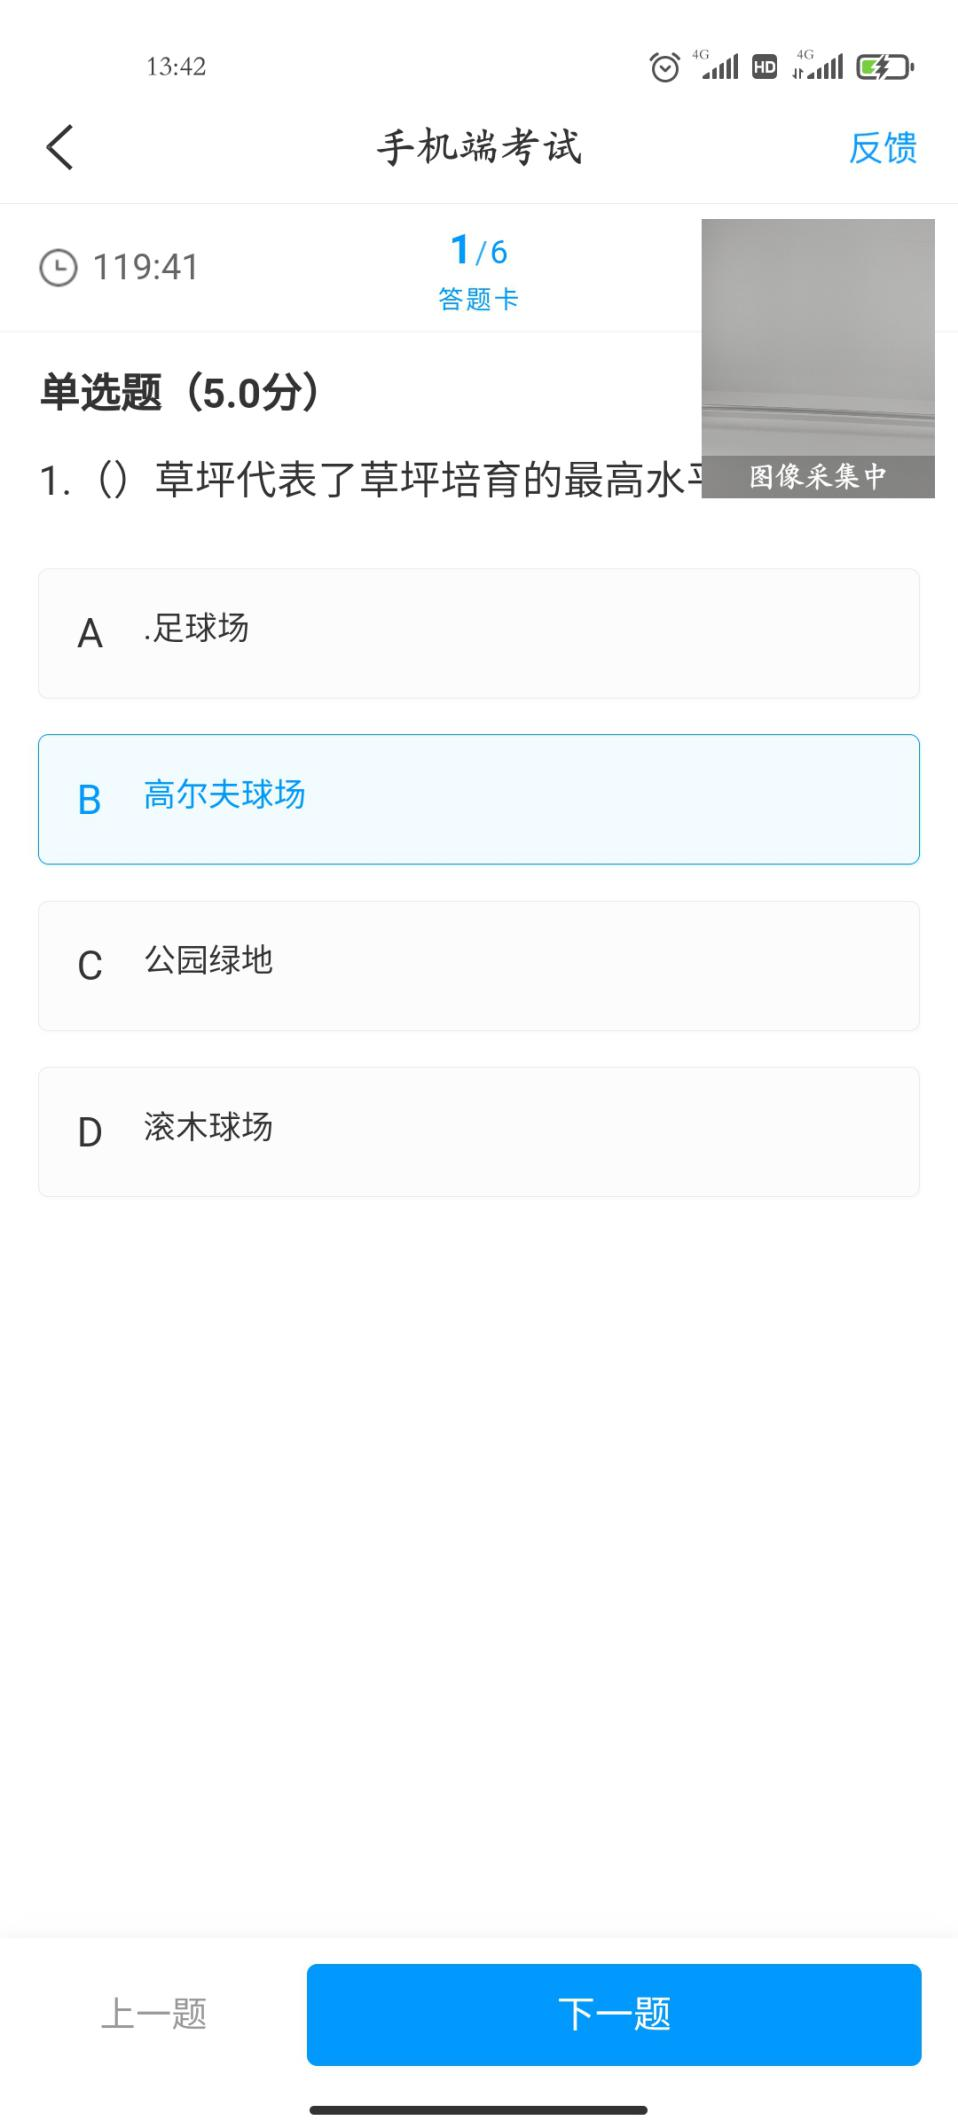 13:42
4G HD 4G
手机端考试
反馈
119:41
1/6
答题卡
单选题（5.0分）
1.（）草坪代表了草坪培育的最高水
图像采集中
A .足球场
B 高尔夫球场
C 公园绿地
D 滚木球场
上一题
下一题